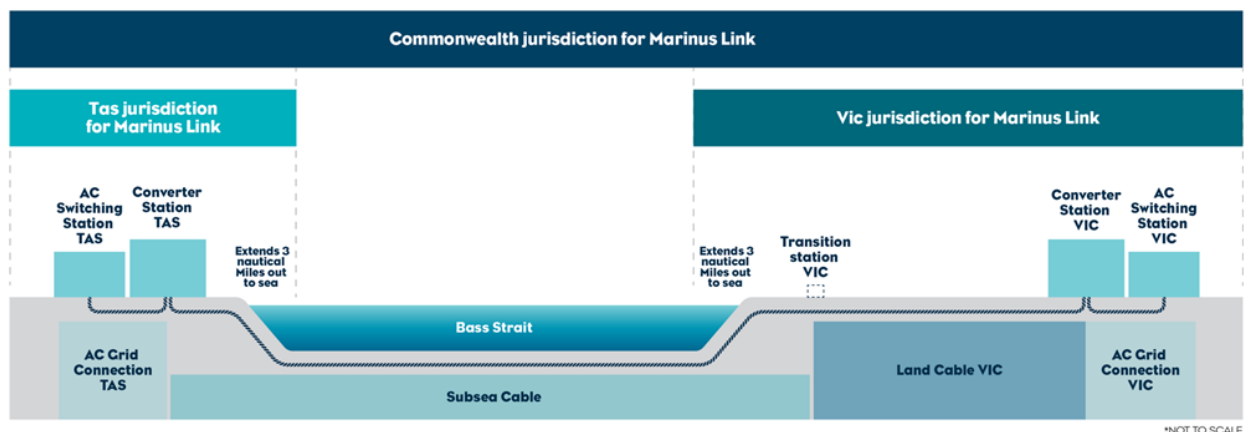 Commonwealth jurisdiction for Marinus Link
Tas jurisdiction
for Marinus Link
Vic jurisdiction for Marinus Link
AC
Switching
Station
TAS
Converter
Station
TAS
Extends 3
nautical
Miles out
to sea
Extends 3
nautical
Miles out
to sea
Transition
station
VIC
Converter
Station
VIC
AC
Switching
Station
VIC
Bass Strait
AC Grid
Connection
TAS
Subsea Cable
Land Cable VIC
AC Grid
Connection
VIC
*NOT TO SCALE